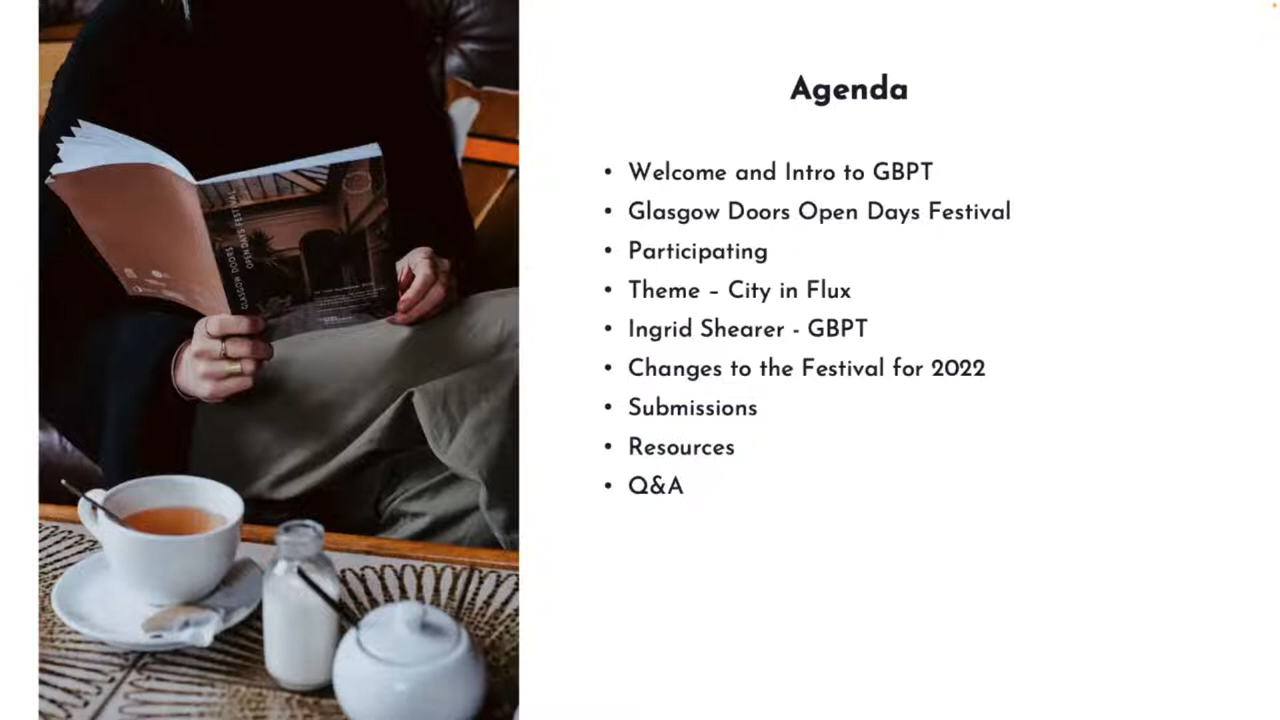 Agenda
• Welcome and Intro to GBPT
• Glasgow Doors Open Days Festival
• Participating
• Theme – City in Flux
• Ingrid Shearer - GBPT
• Changes to the Festival for 2022
• Submissions
• Resources
• Q&A
GLASGOW DOORS
OPEN DAYS FESTIVAL